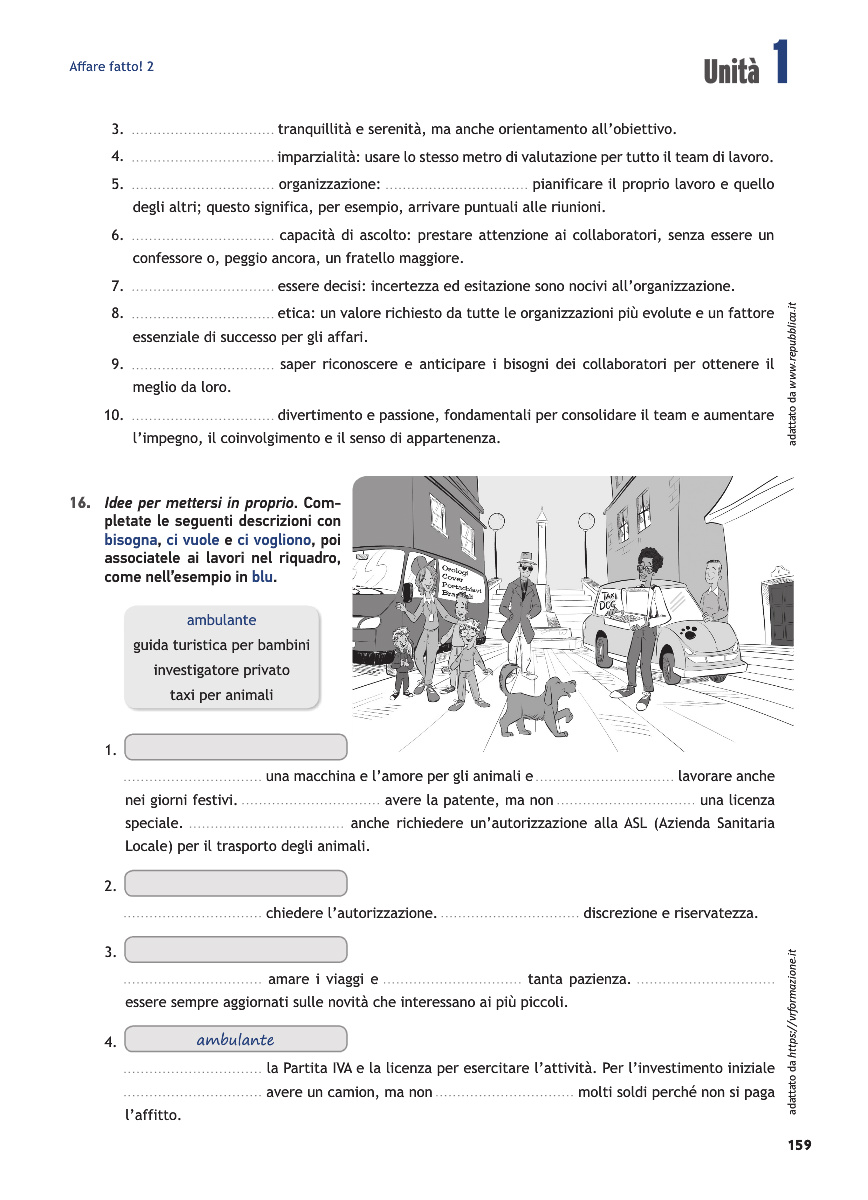 Affare fatto! 2
Unità 1
3. ................................. tranquillità e serenità, ma anche orientamento all'obiettivo.
4. ................................. imparzialità: usare lo stesso metro di valutazione per tutto il team di lavoro.
5. ................................. organizzazione: ................................. pianificare il proprio lavoro e quello
degli altri; questo significa, per esempio, arrivare puntuali alle riunioni.
6. ................................. capacità di ascolto: prestare attenzione ai collaboratori, senza essere un
confessore o, peggio ancora, un fratello maggiore.
7. ................................. essere decisi: incertezza ed esitazione sono nocivi all'organizzazione.
8. ................................. etica: un valore richiesto da tutte le organizzazioni più evolute e un fattore
essenziale di successo per gli affari.
9. ................................. saper riconoscere e anticipare i bisogni dei collaboratori per ottenere il
meglio da loro.
10. ................................. divertimento e passione, fondamentali per consolidare il team e aumentare
l'impegno, il coinvolgimento e il senso di appartenenza.
adattato da www.repubblica.it
16. Idee per mettersi in proprio. Com-
pletate le seguenti descrizioni con
bisogna, ci vuole e ci vogliono, poi
associatele ai lavori nel riquadro,
come nell'esempio in blu.
ambulante
guida turistica per bambini
investigatore privato
taxi per animali
Orologi
Cover
Portachiavi
TAXI
DOG
1.
................................ una macchina e l'amore per gli animali e ................................ lavorare anche
nei giorni festivi. ................................ avere la patente, ma non ................................ una licenza
speciale. .................................... anche richiedere un'autorizzazione alla ASL (Azienda Sanitaria
Locale) per il trasporto degli animali.
2.
................................ chiedere l'autorizzazione. ................................ discrezione e riservatezza.
3.
................................ amare i viaggi e ................................ tanta pazienza. ................................
essere sempre aggiornati sulle novità che interessano ai più piccoli.
4. ambulante
................................ la Partita IVA e la licenza per esercitare l'attività. Per l'investimento iniziale
................................ avere un camion, ma non ................................ molti soldi perché non si paga
l'affitto.
adattato da https://vrformazione.it
159